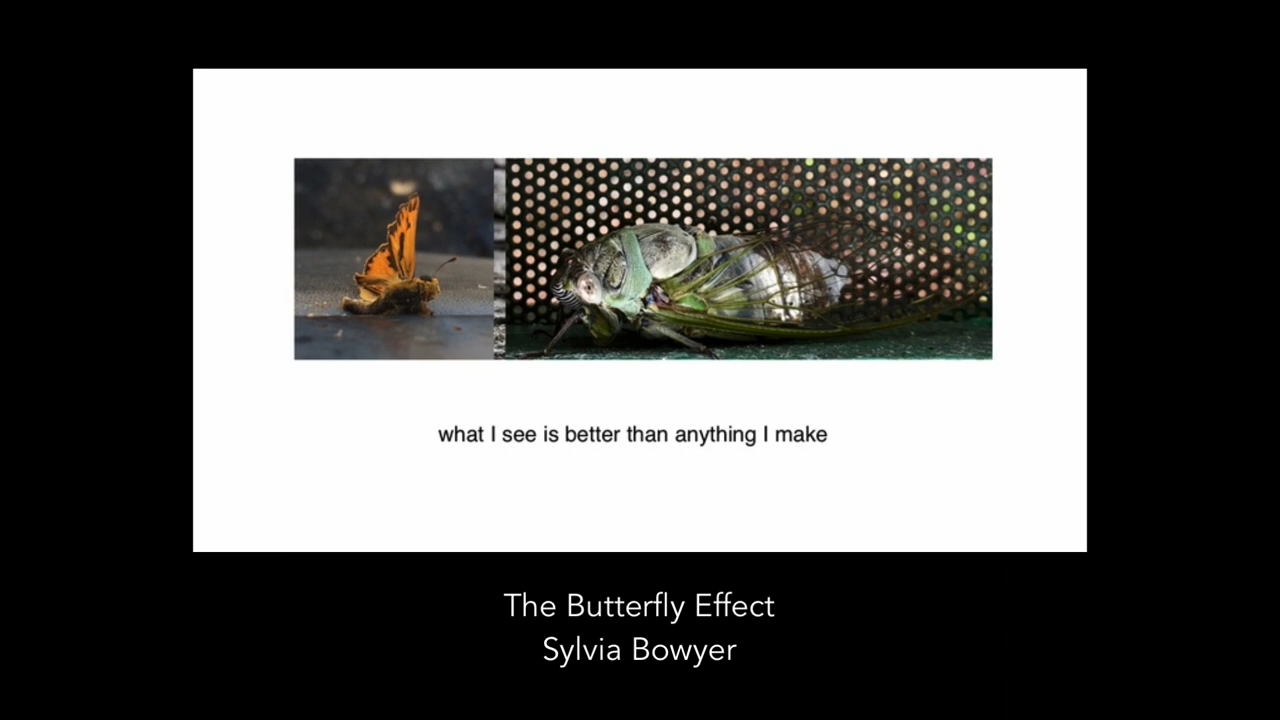 what I see is better than anything I make
The Butterfly Effect
Sylvia Bowyer